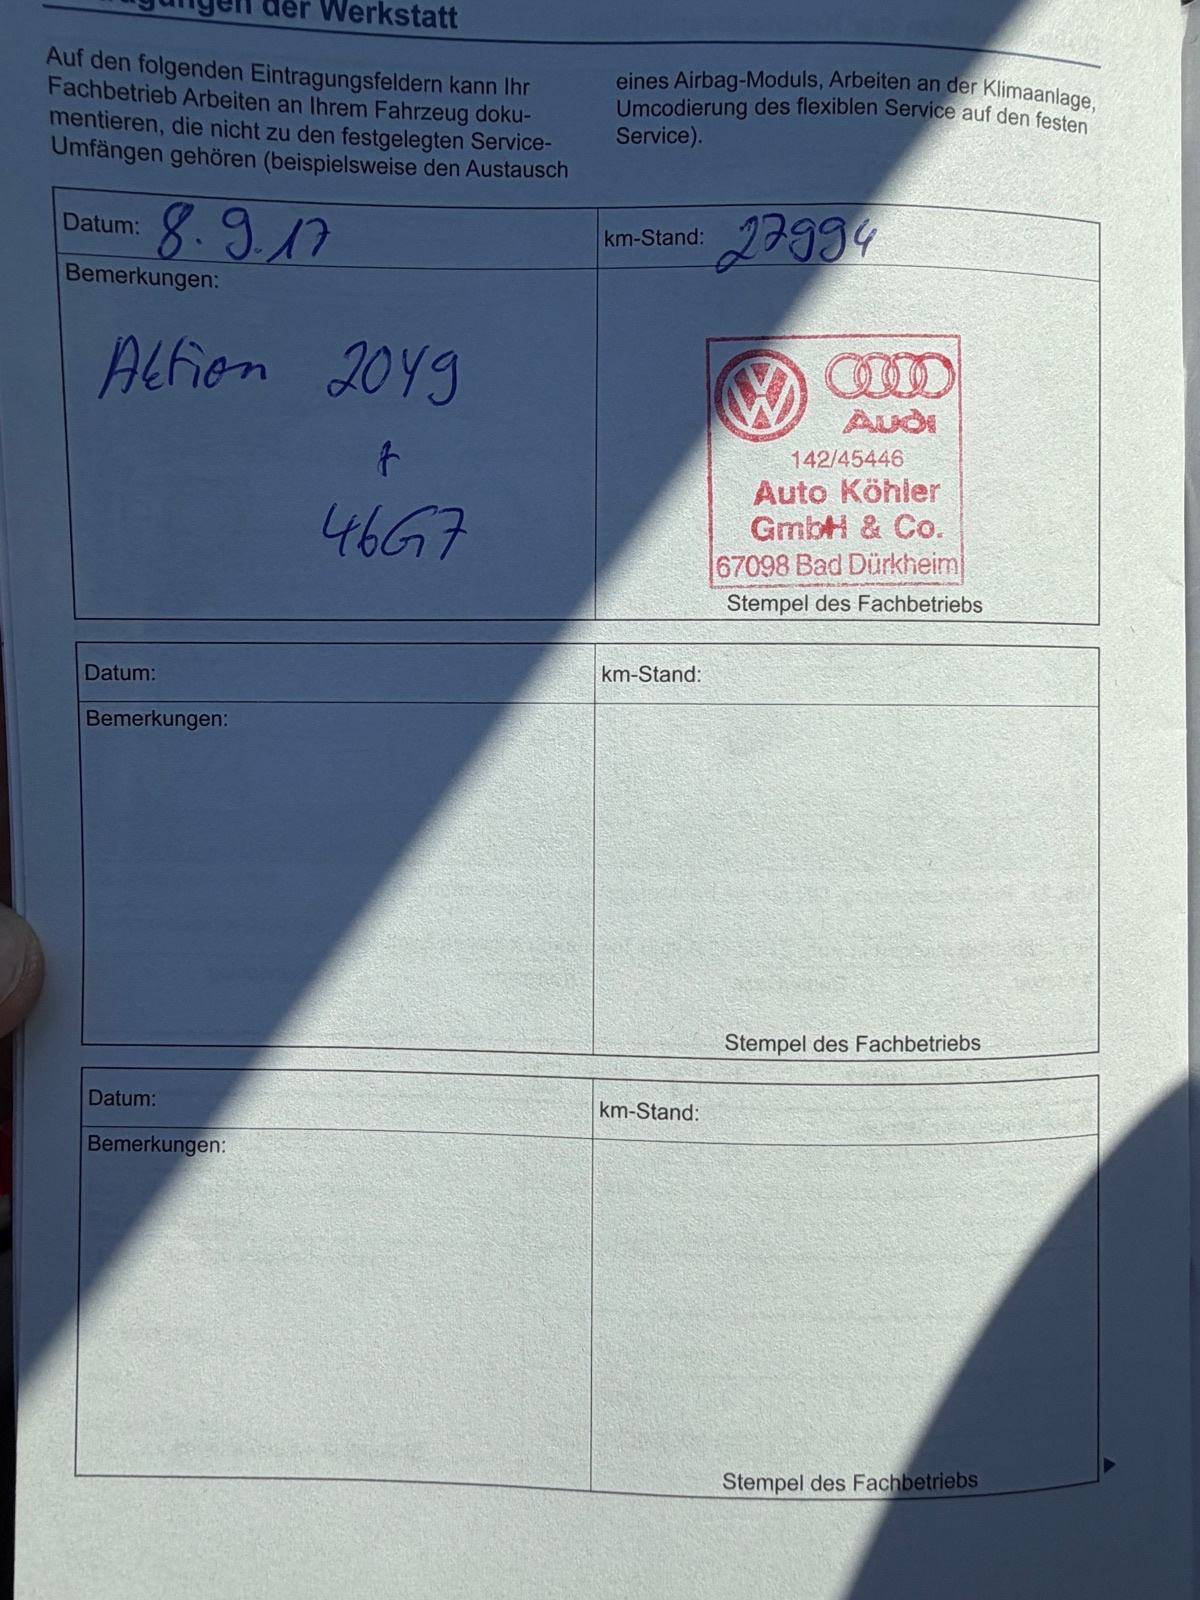 der Werkstatt
Auf den folgenden Eintragungsfeldern kann Ihr
Fachbetrieb Arbeiten an Ihrem Fahrzeug doku-
mentieren, die nicht zu den festgelegten Service-
Umfängen gehören (beispielsweise den Austausch
eines Airbag-Moduls, Arbeiten an der Klimaanlage,
Umcodierung des flexiblen Service auf den festen
Service).
Datum: 8.9.17
km-Stand: 27994
Bemerkungen:
Aktion 20Y9
+
46G7
VW
Audi
142/45446
Auto Köhler
GmbH & Co.
67098 Bad Dürkheim
Stempel des Fachbetriebs
Datum:
km-Stand:
Bemerkungen:
Stempel des Fachbetriebs
Datum:
km-Stand:
Bemerkungen:
Stempel des Fachbetriebs